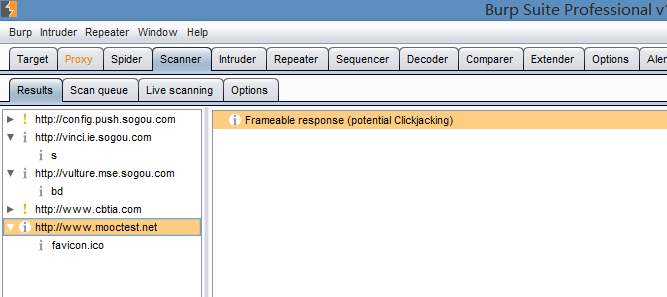 Burp Suite Professional v
Burp Intruder Repeater Window Help
Target Proxy Spider Scanner Intruder Repeater Sequencer Decoder Comparer Extender Options Aler
Results Scan queue Live scanning Options
http://config.push.sogou.com
Frameable response (potential Clickjacking)
http://vinci.ie.sogou.com
s
http://vulture.mse.sogou.com
bd
http://www.cbtia.com
http://www.mooctest.net
favicon.ico